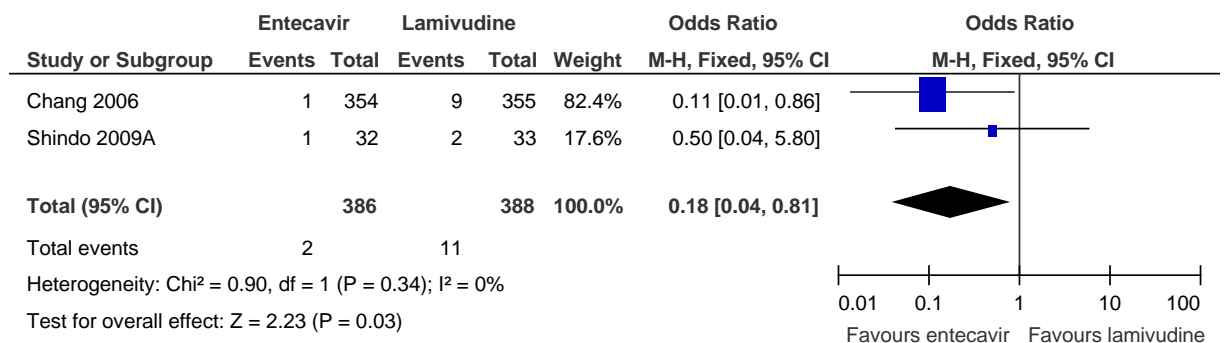 Entecavir Lamivudine Odds Ratio Odds Ratio
Study or Subgroup Events Total Events Total Weight M-H, Fixed, 95% CI M-H, Fixed, 95% CI
Chang 2006 1 354 9 355 82.4% 0.11 [0.01, 0.86]
Shindo 2009A 1 32 2 33 17.6% 0.50 [0.04, 5.80]
Total (95% CI) 386 388 100.0% 0.18 [0.04, 0.81]
Total events 2 11
Heterogeneity: Chi² = 0.90, df = 1 (P = 0.34); I² = 0%
Test for overall effect: Z = 2.23 (P = 0.03)
0.01 0.1 1 10 100
Favours entecavir Favours lamivudine